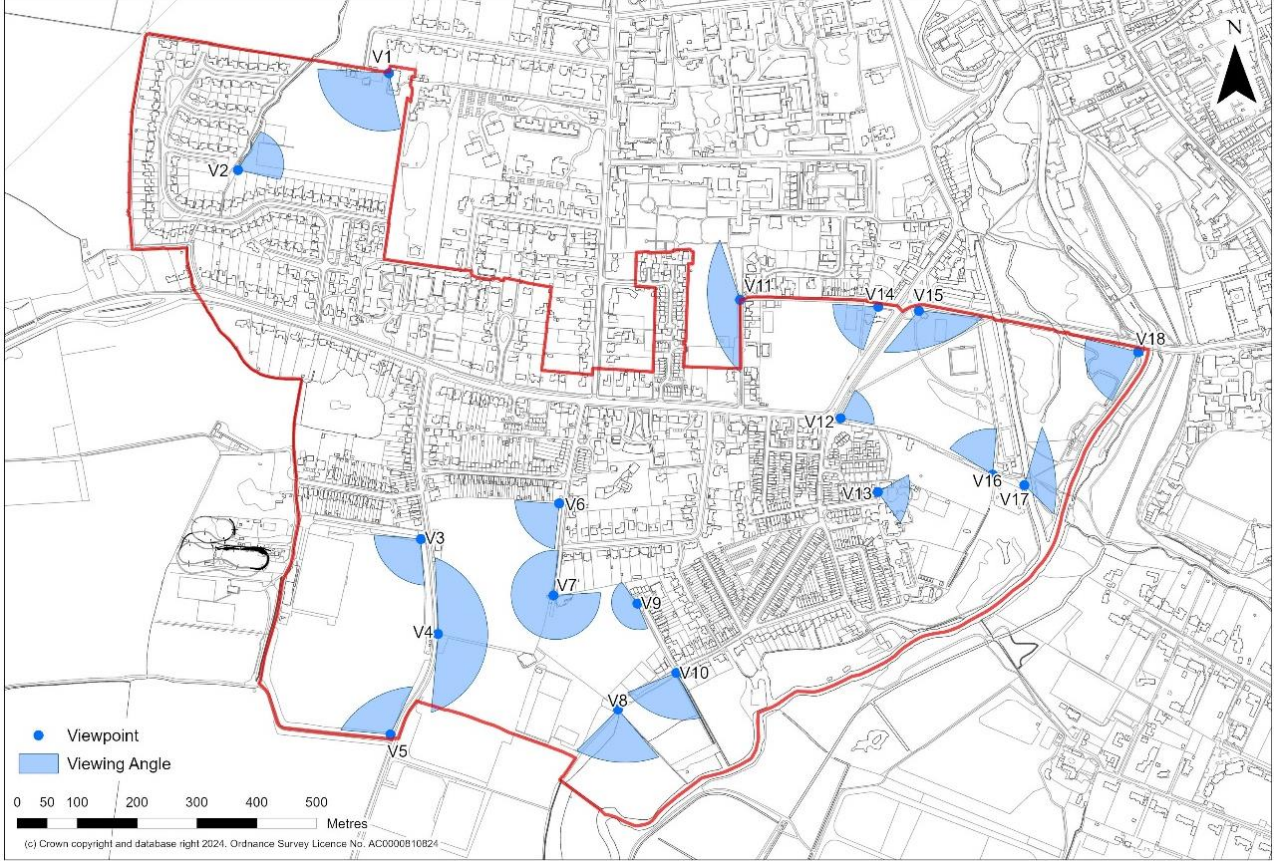 N
V1
V2
V11
V14
V15
V18
V12
V16
V13
V17
V6
V3
V7
V9
V4
V10
V8
V5
Viewpoint
Viewing Angle
0 50 100 200 300 400 500
Metres
(c) Crown copyright and database right 2024. Ordnance Survey Licence No. AC0000810824